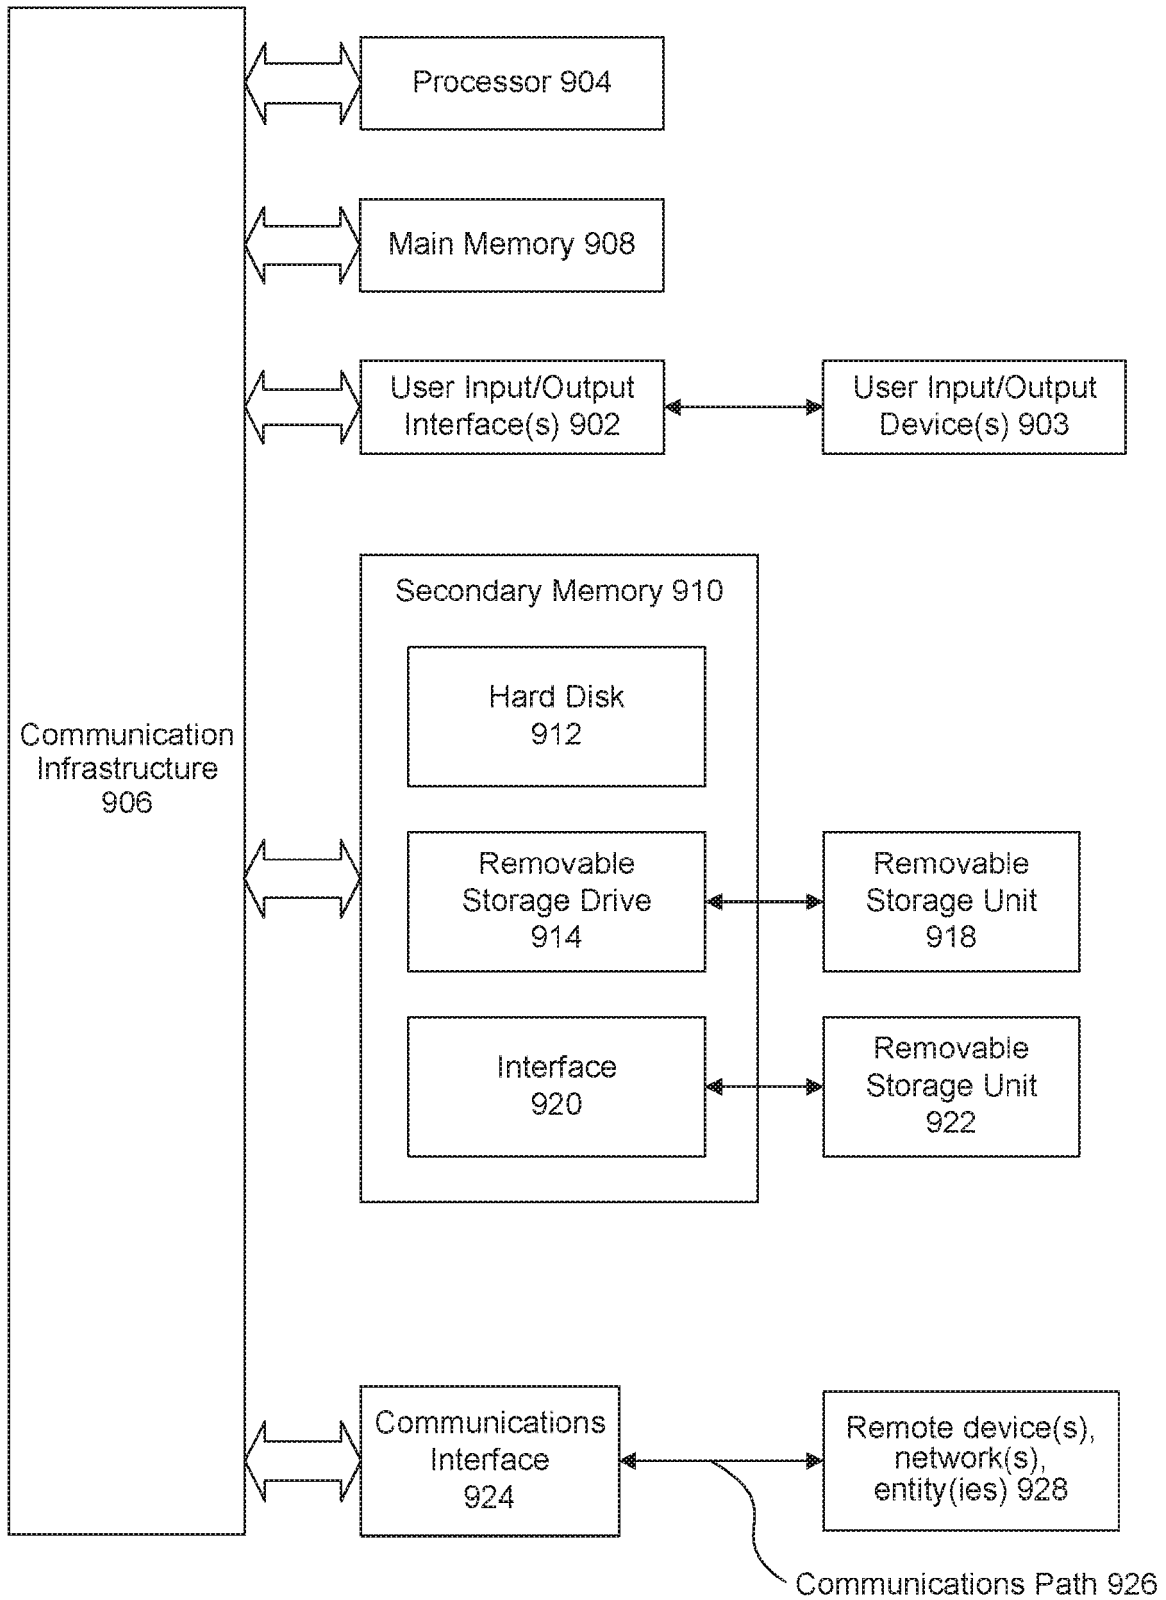 Processor 904
Main Memory 908
User Input/Output
Interface(s) 902
User Input/Output
Device(s) 903
Secondary Memory 910
Hard Disk
912
Communication
Infrastructure
906
Removable
Storage Drive
914
Removable
Storage Unit
918
Interface
920
Removable
Storage Unit
922
Communications
Interface
924
Remote device(s),
network(s),
entity(ies) 928
Communications Path 926